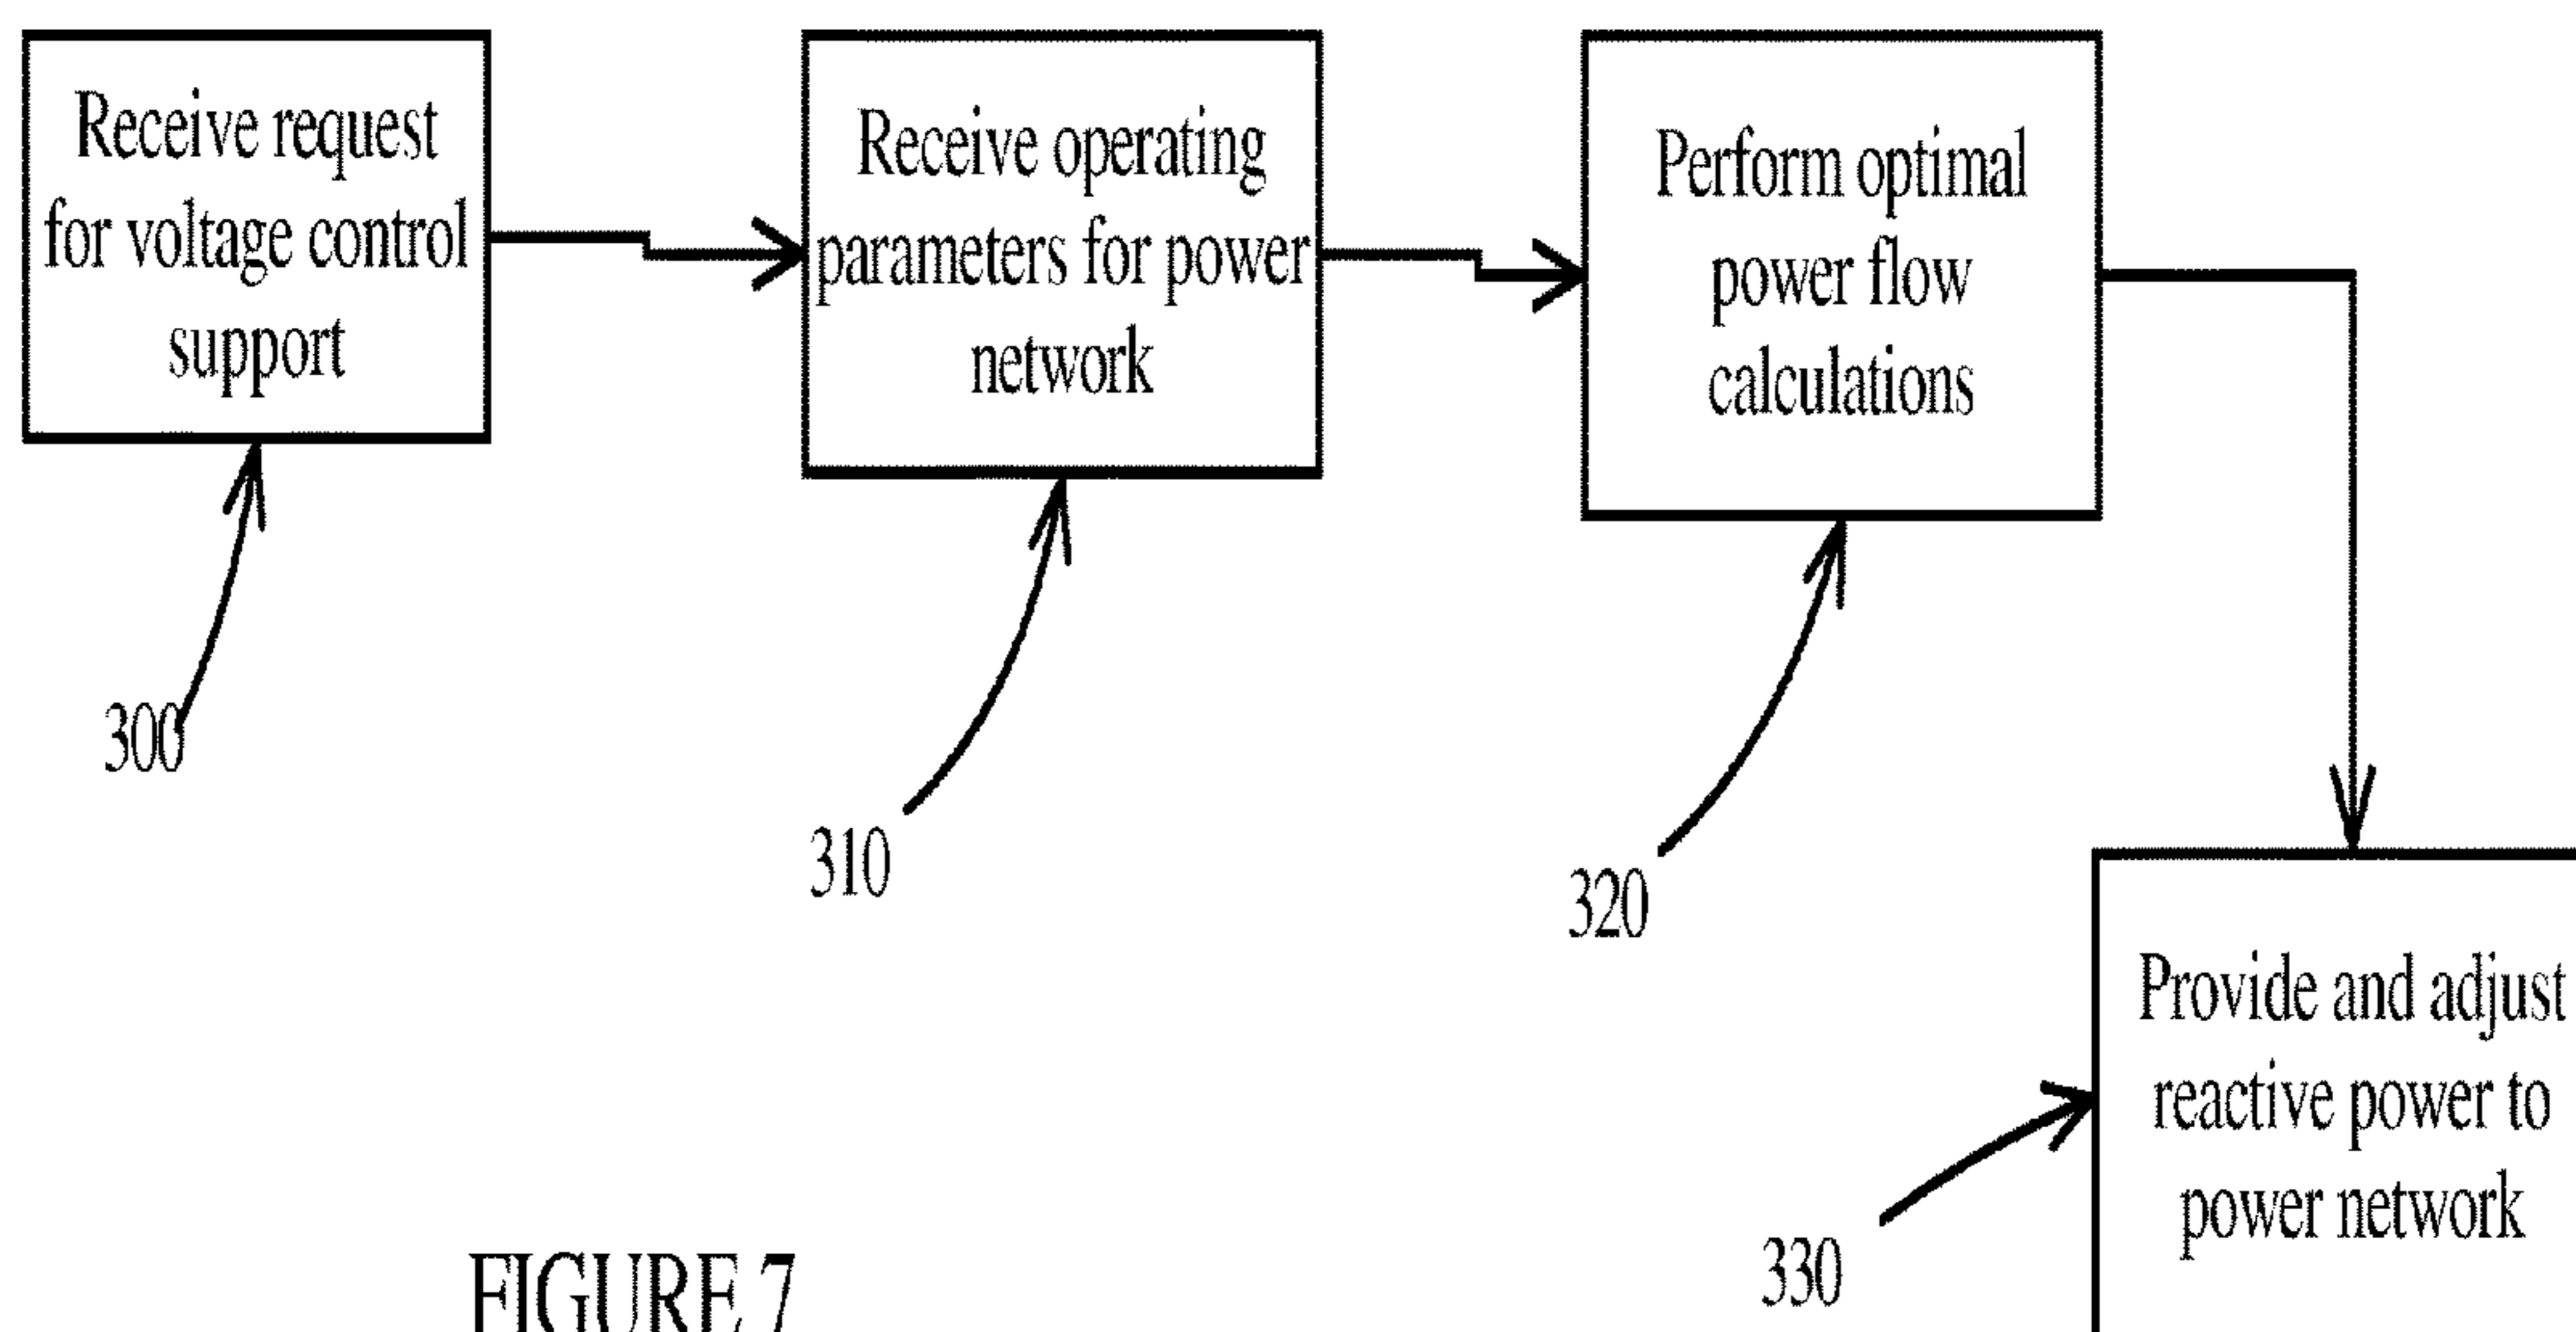 Receive request
for voltage control
support
Receive operating
parameters for power
network
Perform optimal
power flow
calculations
300
310
320
Provide and adjust
reactive power to
power network
330
FIGURE 7